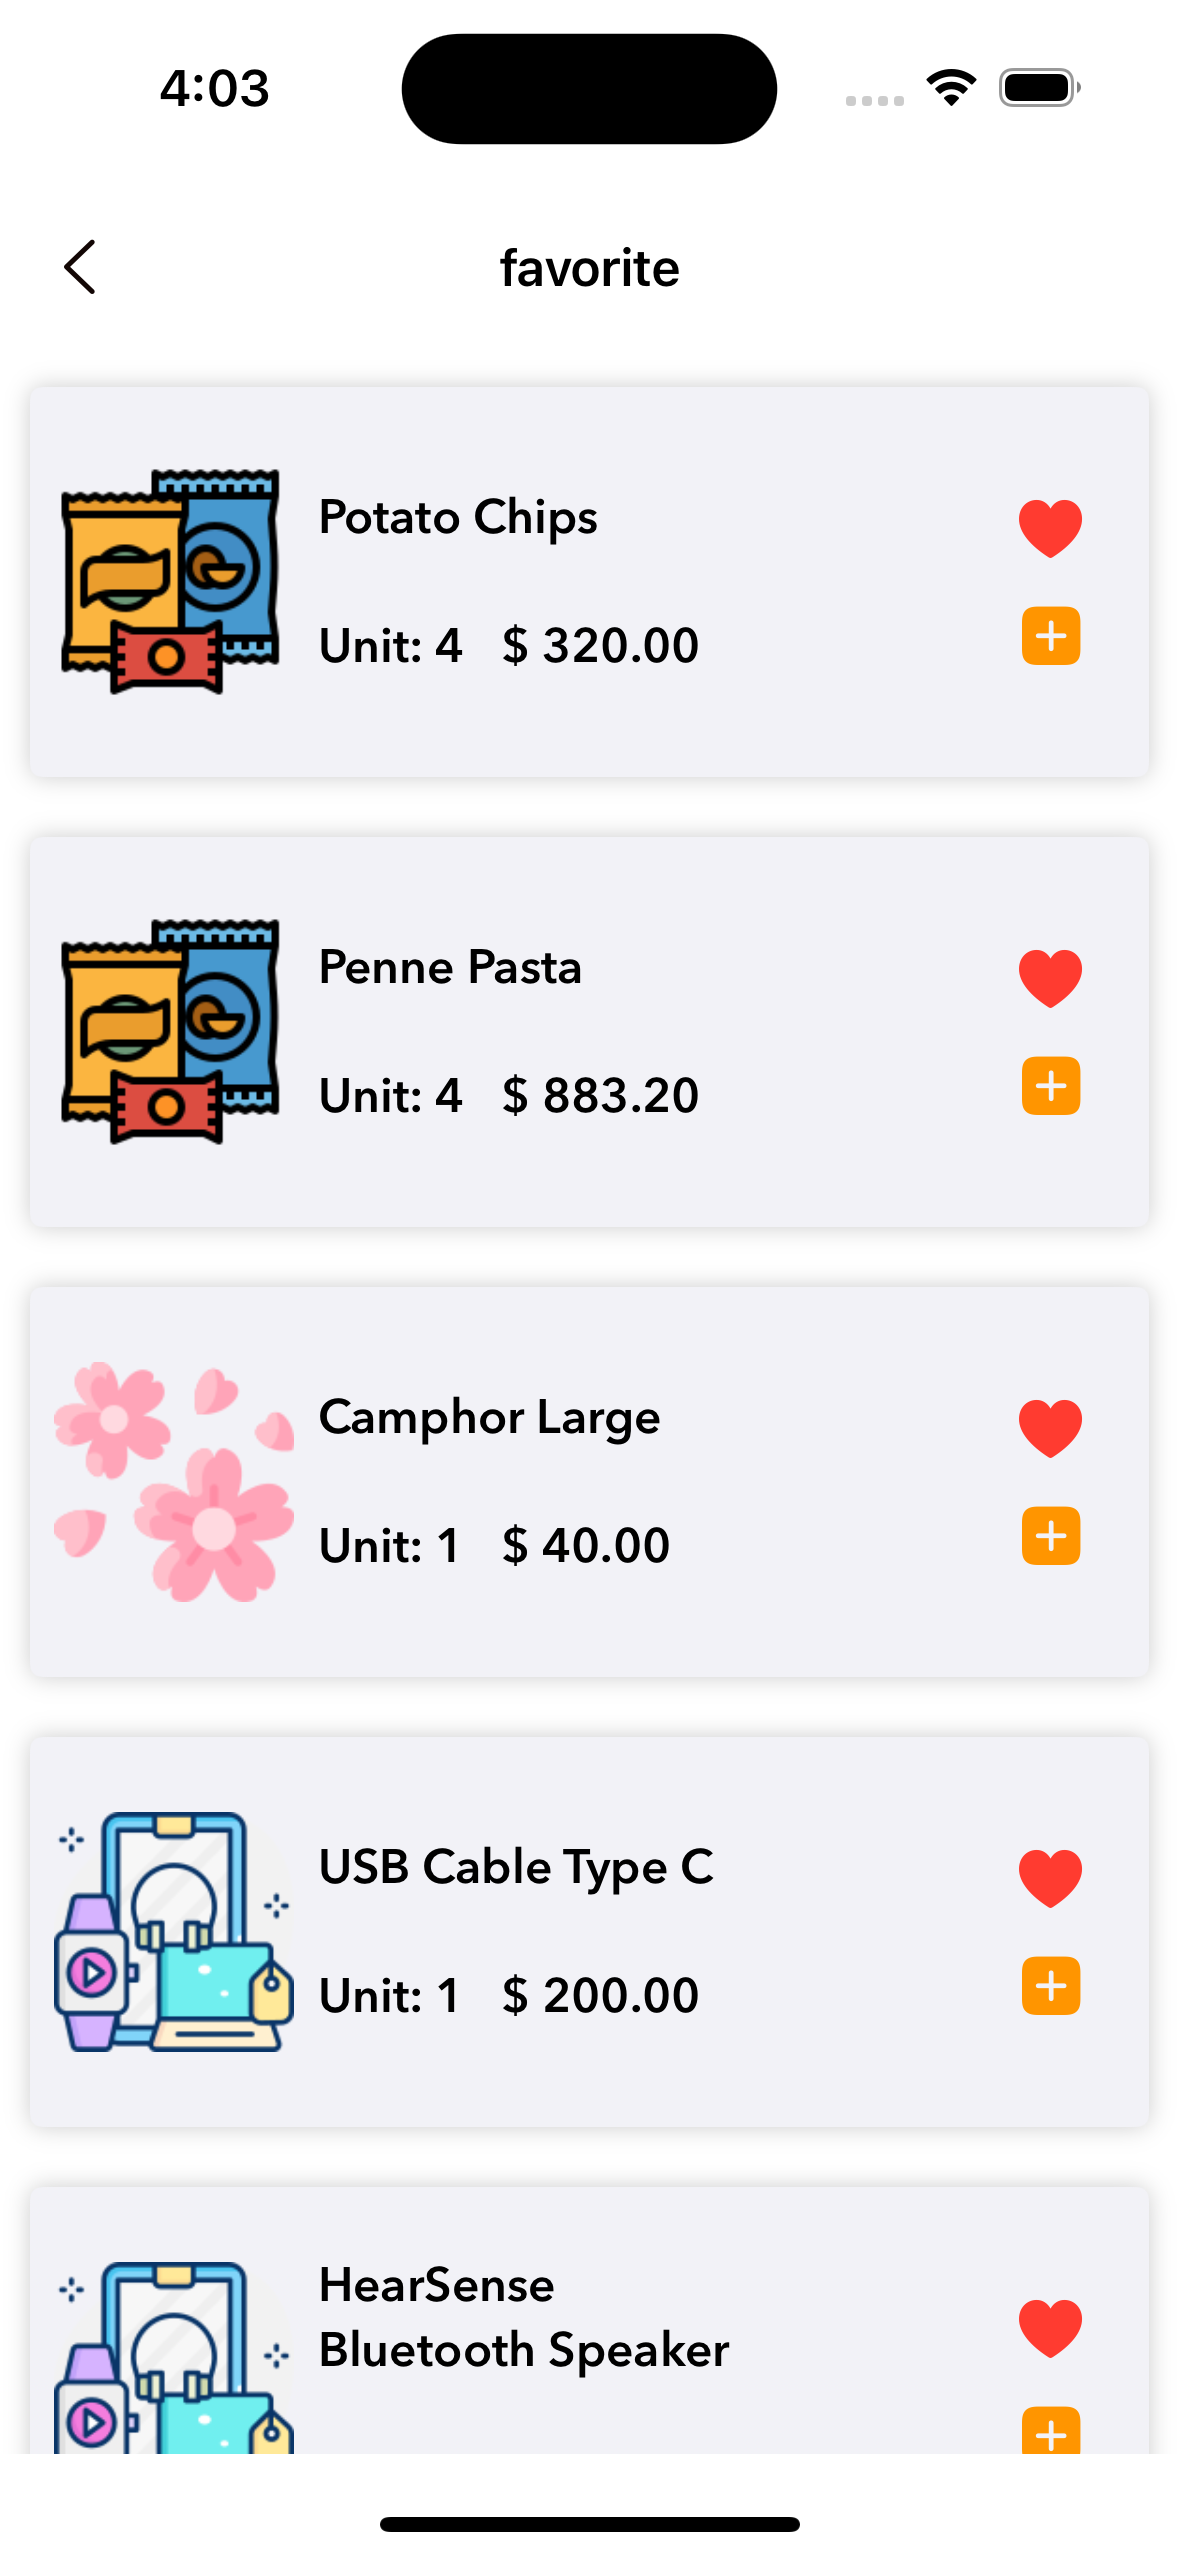 4:03
favorite
Potato Chips
Unit: 4 $ 320.00
Penne Pasta
Unit: 4 $ 883.20
Camphor Large
Unit: 1 $ 40.00
USB Cable Type C
Unit: 1 $ 200.00
HearSense
Bluetooth Speaker